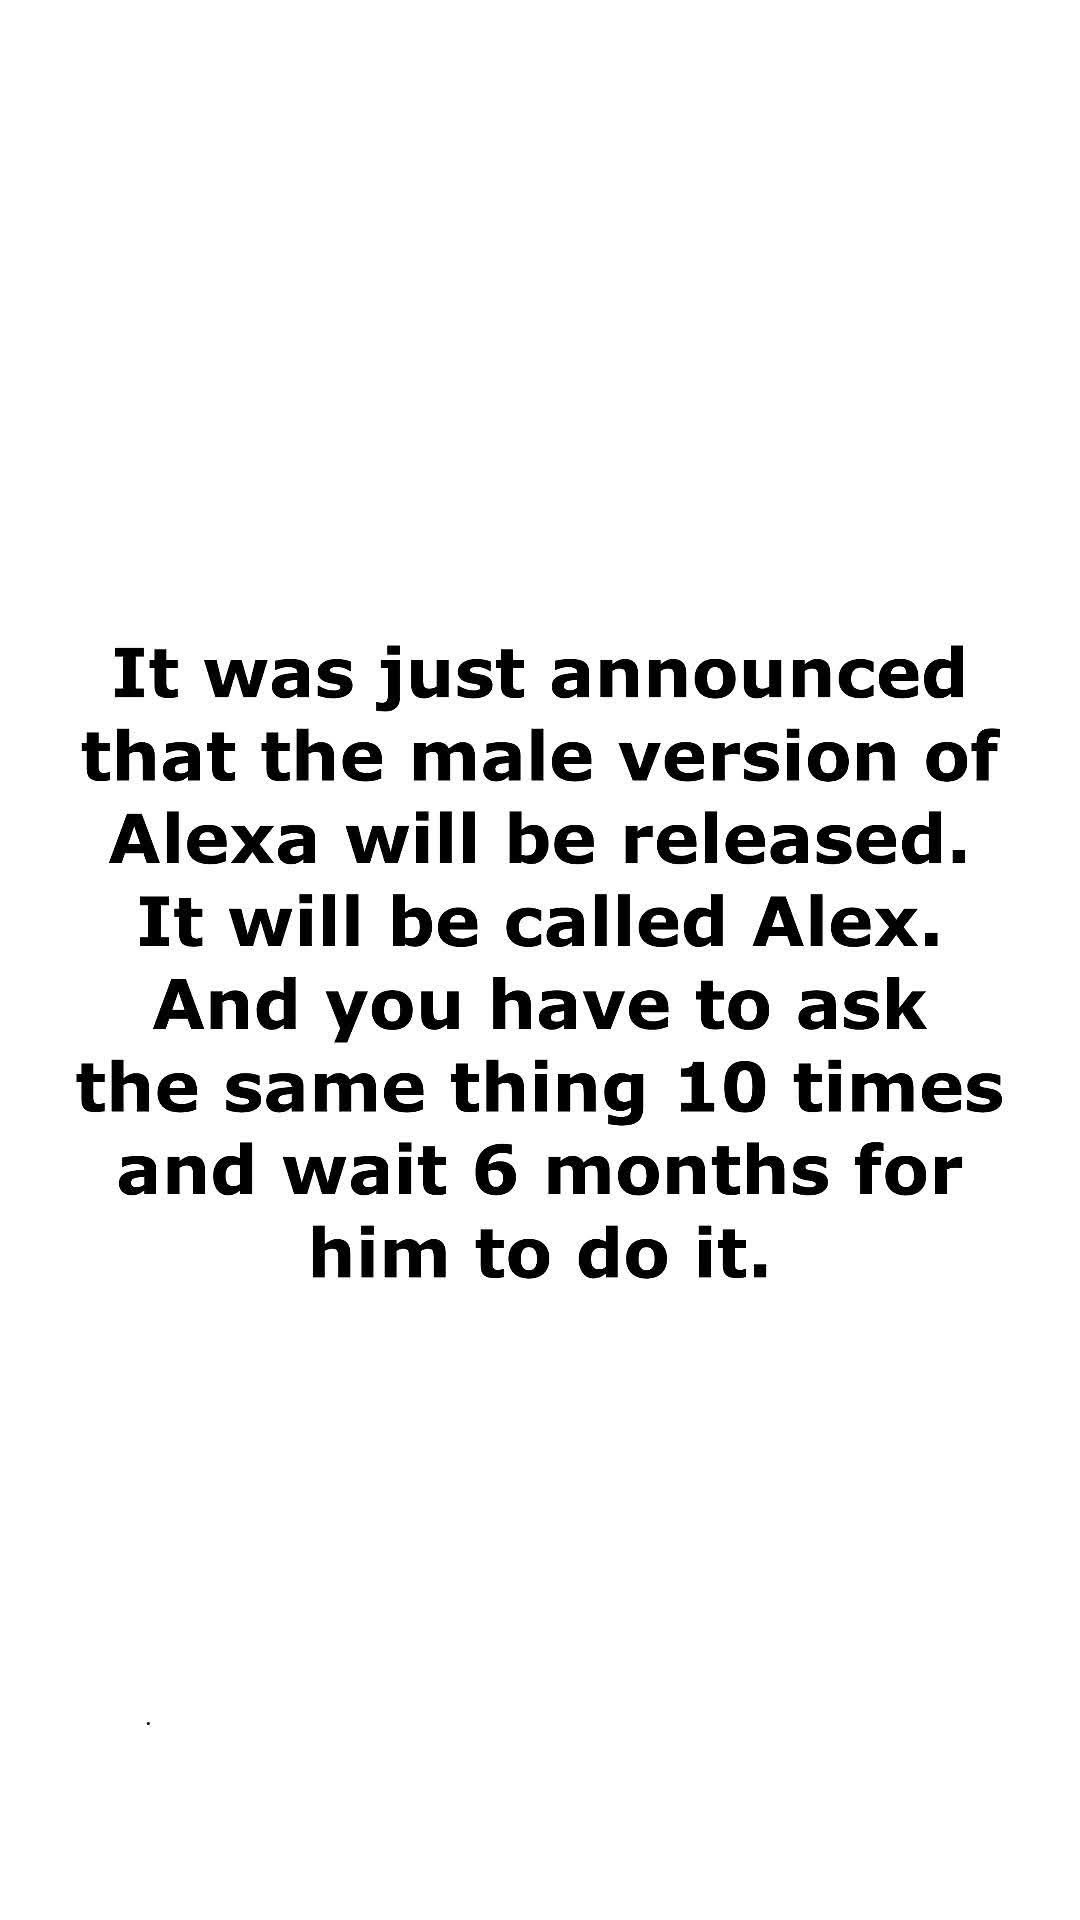 It was just announced
that the male version of
Alexa will be released.
It will be called Alex.
And you have to ask
the same thing 10 times
and wait 6 months for
him to do it.
.